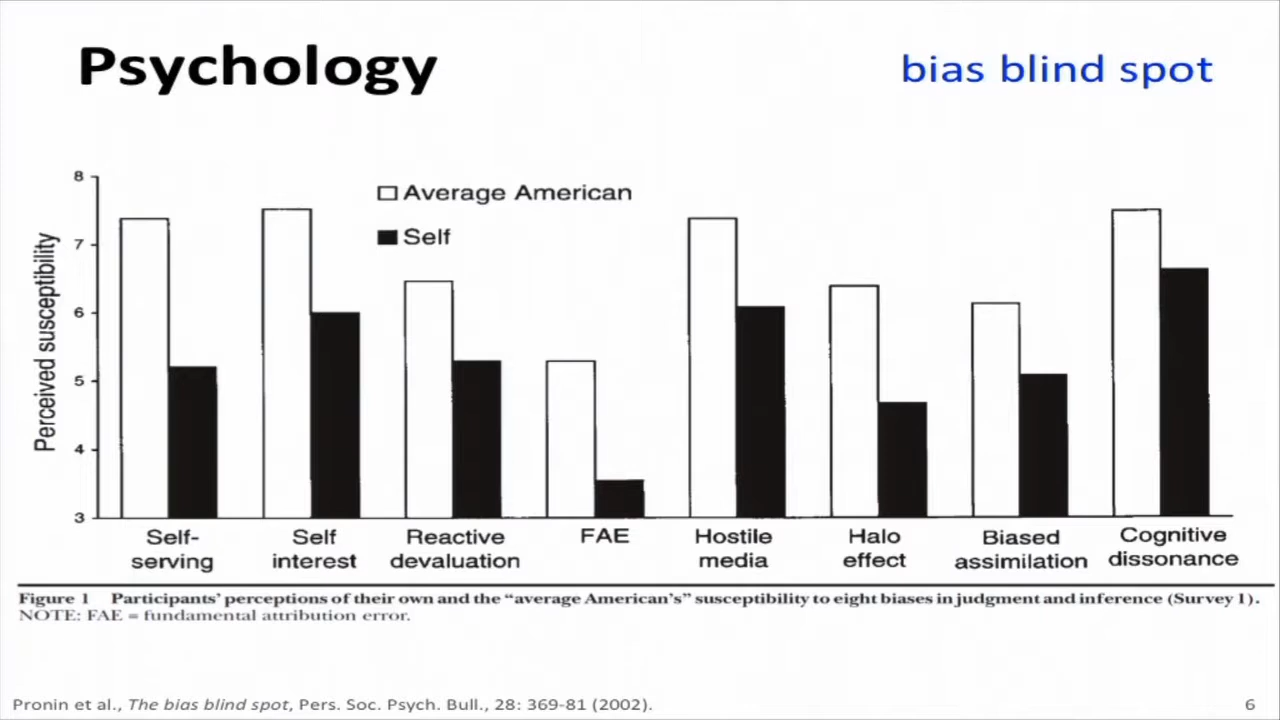 Psychology
bias blind spot
8
7
6
5
4
3
Perceived susceptibility
Average American
Self
Self-
serving
Self
interest
Reactive
devaluation
FAE
Hostile
media
Halo
effect
Biased
assimilation
Cognitive
dissonance
Figure 1 Participants' perceptions of their own and the "average American's" susceptibility to eight biases in judgment and inference (Survey 1).
NOTE: FAE = fundamental attribution error.
Pronin et al., The bias blind spot, Pers. Soc. Psych. Bull., 28: 369-81 (2002).
6